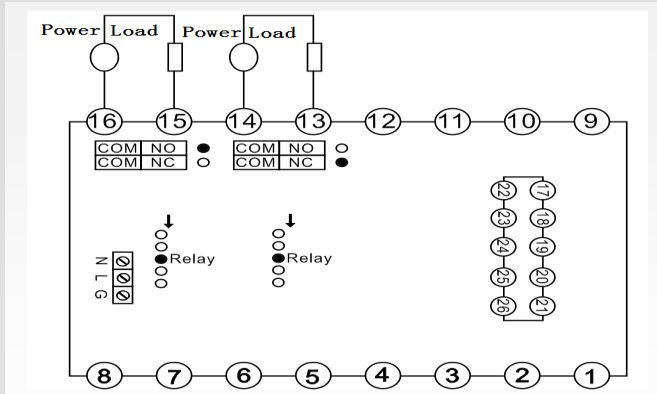 Power Load Power Load
16 15 14 13 12 11 10 9
COM NO COM NO
COM NC COM NC
22 17
23 18
24 19
25 20
26 21
Relay Relay
N
L
G
8 7 6 5 4 3 2 1